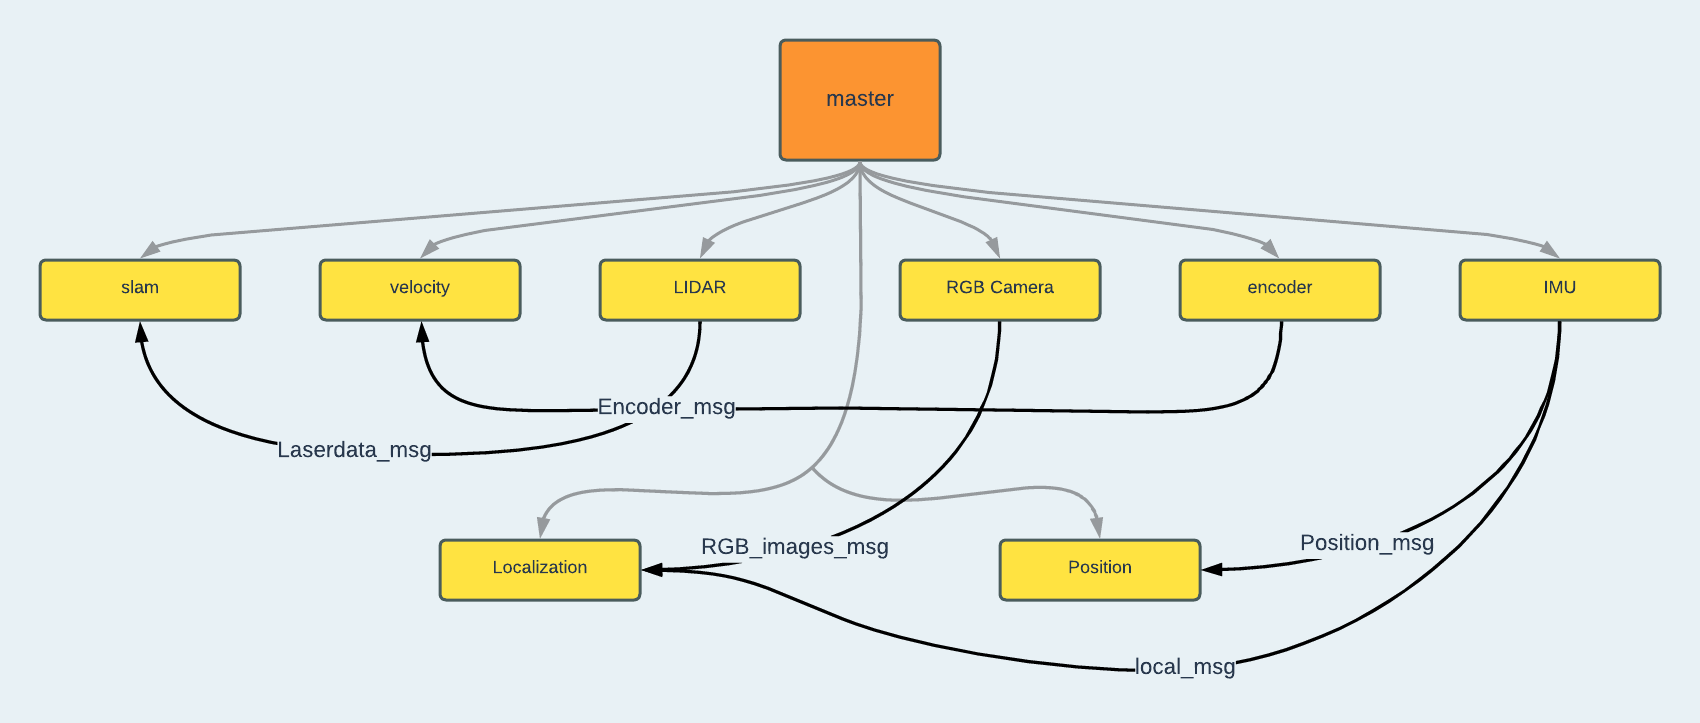 master
slam
velocity
LIDAR
RGB Camera
encoder
IMU
Encoder_msg
Laserdata_msg
RGB_images_msg
Position_msg
Localization
Position
local_msg